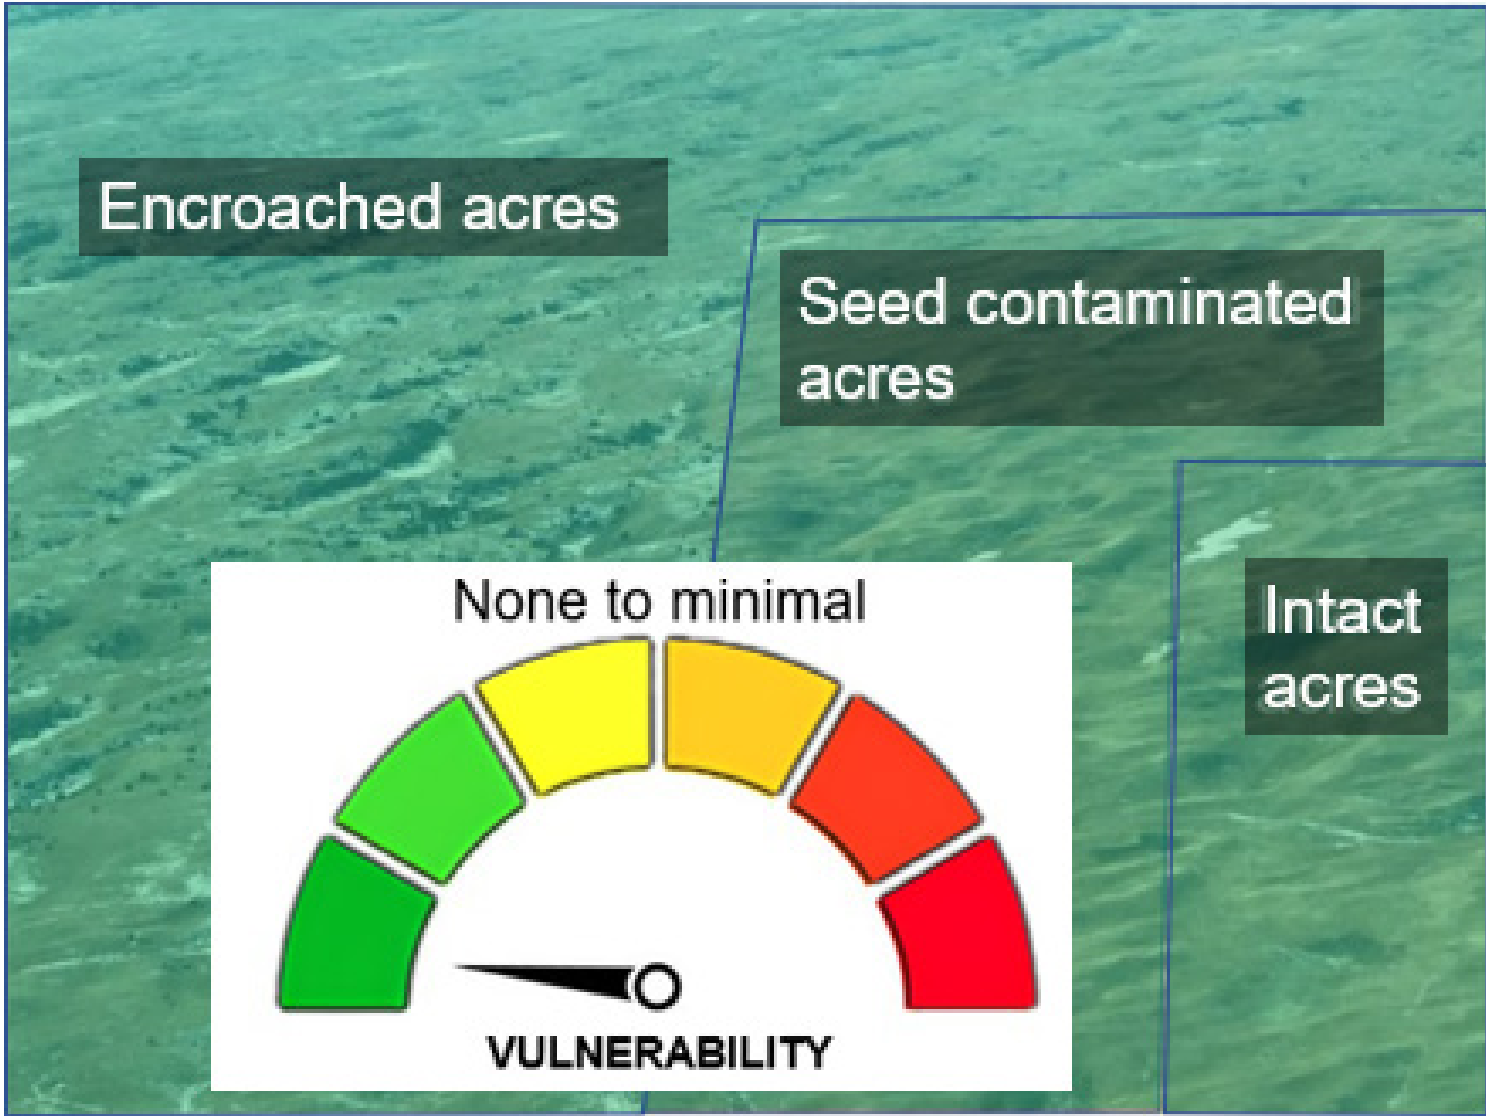 Encroached acres
Seed contaminated
acres
Intact
acres
None to minimal
VULNERABILITY